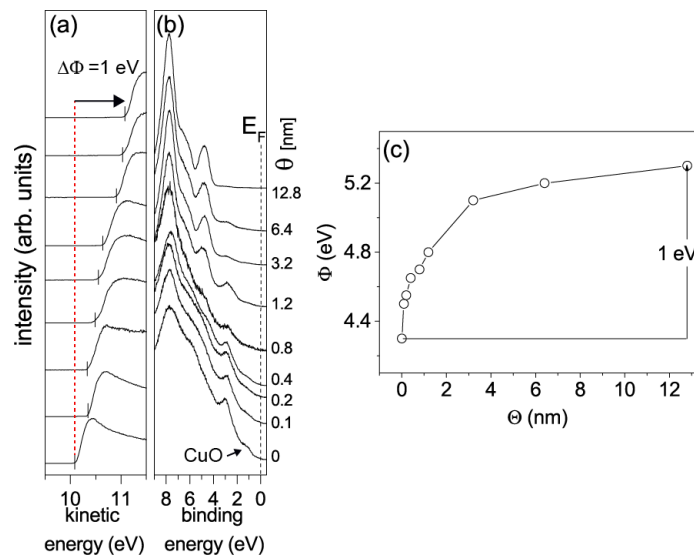 (a)
(b)
ΔΦ =1 eV
E_F
θ [nm]
12.8
6.4
3.2
1.2
0.8
0.4
0.2
0.1
0
CuO
intensity (arb. units)
10 11
kinetic
energy (eV)
8 6 4 2 0
binding
energy (eV)
(c)
5.2
4.8
4.4
Φ (eV)
1 eV
0 2 4 6 8 10 12
Θ (nm)